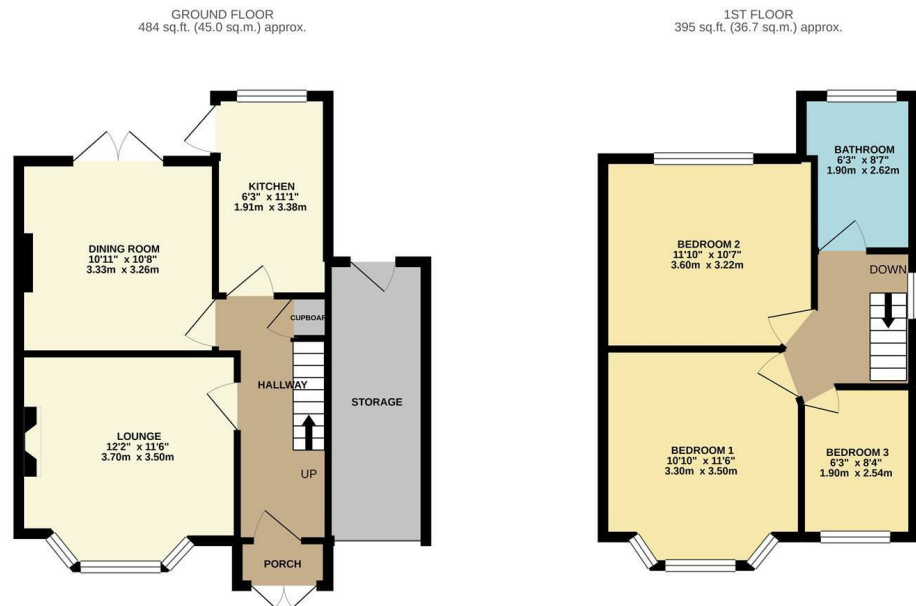 GROUND FLOOR
484 sq.ft. (45.0 sq.m.) approx.
KITCHEN
6'3" x 11'1"
1.91m x 3.38m
DINING ROOM
10'11" x 10'8"
3.33m x 3.26m
CUPBOAR
HALLWAY
STORAGE
LOUNGE
12'2" x 11'6"
3.70m x 3.50m
UP
PORCH
1ST FLOOR
395 sq.ft. (36.7 sq.m.) approx.
BATHROOM
6'3" x 8'7"
1.90m x 2.62m
BEDROOM 2
11'10" x 10'7"
3.60m x 3.22m
DOWN
BEDROOM 1
10'10" x 11'6"
3.30m x 3.50m
BEDROOM 3
6'3" x 8'4"
1.90m x 2.54m